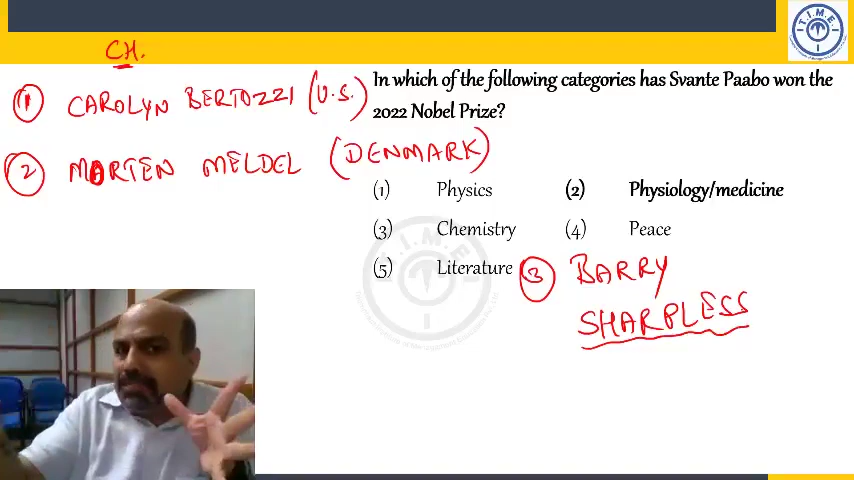 T.I.M.E.
CH.
In which of the following categories has Svante Paabo won the
2022 Nobel Prize?
① CAROLYN BERTOZZI (U.S.)
② MORTEN MELDEL (DENMARK)
(1) Physics (2) Physiology/medicine
(3) Chemistry (4) Peace
(5) Literature
③ BARRY
SHARPLESS
T.I.M.E.